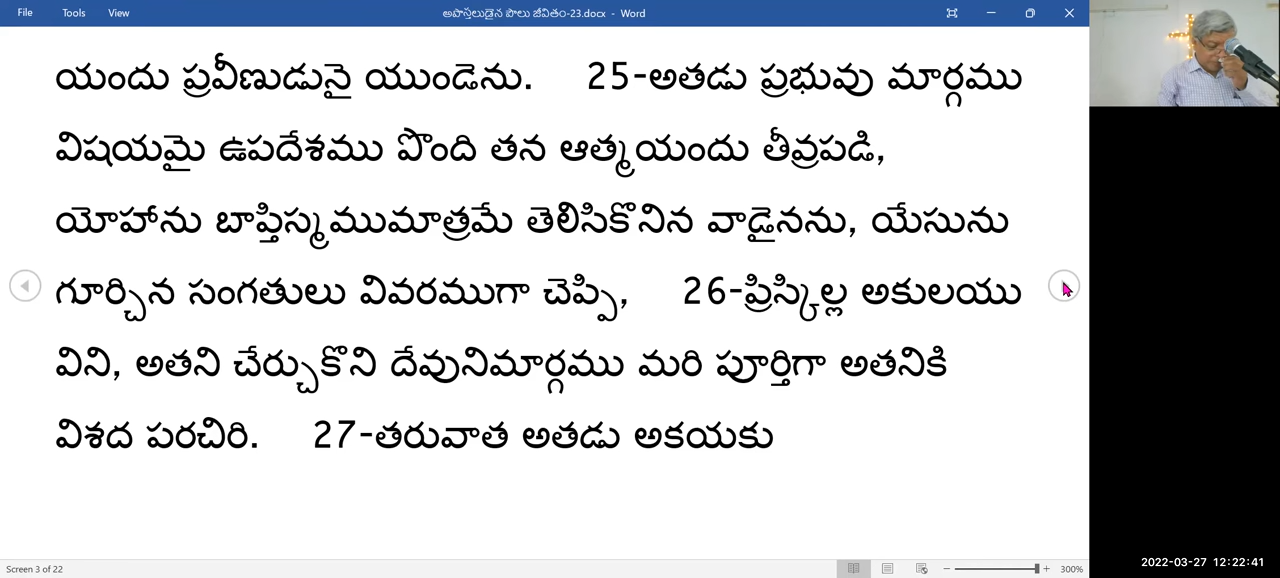 File Tools View అపొస్తలుడైన పౌలు జీవితం-23.docx - Word
యందు ప్రవీణుడునై యుండెను. 25-అతడు ప్రభువు మార్గము
విషయమై ఉపదేశము పొంది తన ఆత్మయందు తీవ్రపడి,
యోహాను బాప్తిస్మముమాత్రమే తెలిసికొనిన వాడైనను, యేసును
గూర్చిన సంగతులు వివరముగా చెప్పి, 26-ప్రిస్కిల్ల అకులయు
విని, అతని చేర్చుకొని దేవునిమార్గము మరి పూర్తిగా అతనికి
విశద పరచిరి. 27-తరువాత అతడు అకయకు
2022-03-27 12:22:41
Screen 3 of 22 300%